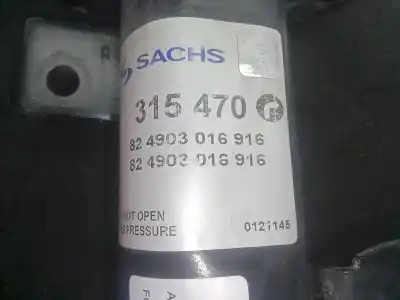 SACHS
315 470
82 4903 016 916
82 4903 016 916
NOT OPEN
PRESSURE
0121145